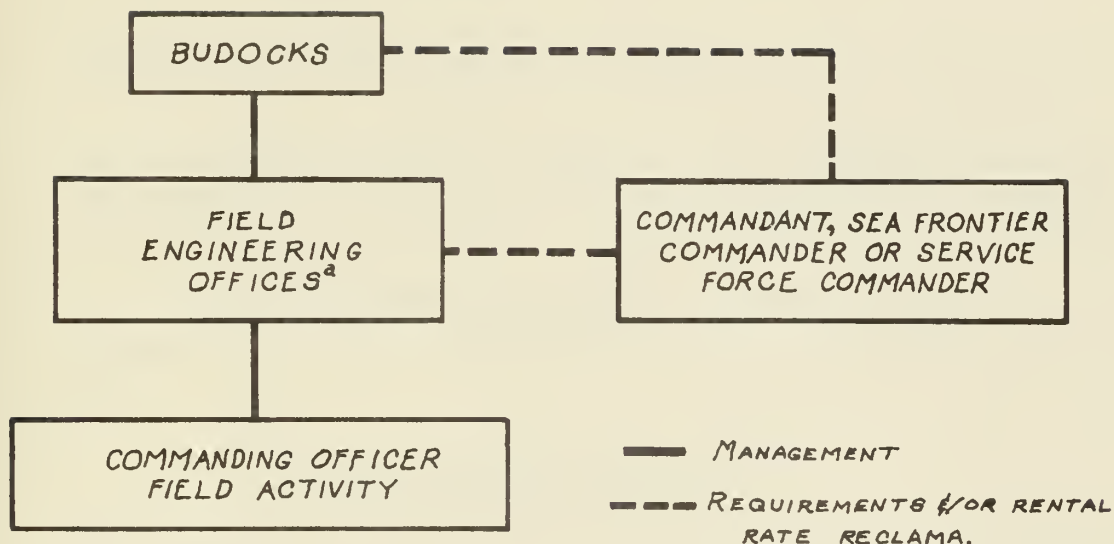 BUDOCKS
FIELD
ENGINEERING
OFFICESᵃ
COMMANDANT, SEA FRONTIER
COMMANDER OR SERVICE
FORCE COMMANDER
COMMANDING OFFICER
FIELD ACTIVITY
MANAGEMENT
REQUIREMENTS &/OR RENTAL
RATE RECLAMA.